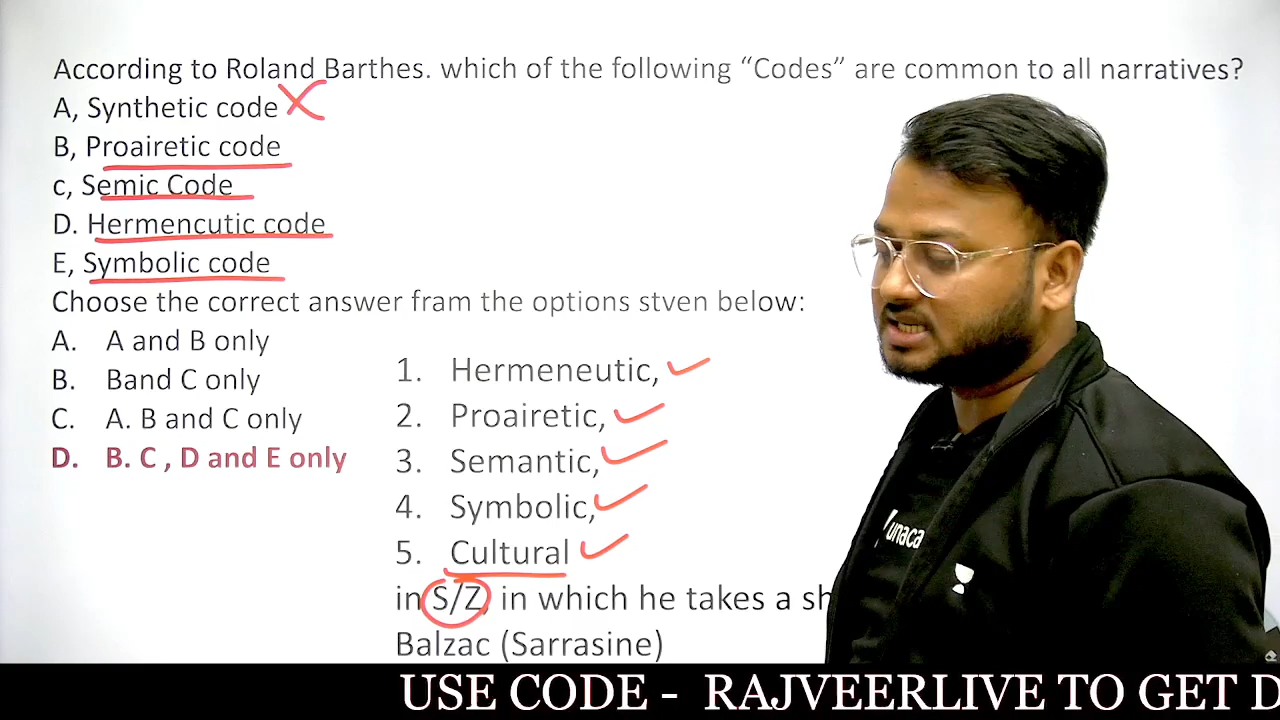 According to Roland Barthes. which of the following “Codes” are common to all narratives?
A, Synthetic code
B, Proairetic code
c, Semic Code
D. Hermencutic code
E, Symbolic code
Choose the correct answer fram the options stven below:
A. A and B only
B. Band C only
C. A. B and C only
D. B. C , D and E only
1. Hermeneutic,
2. Proairetic,
3. Semantic,
4. Symbolic,
5. Cultural
in S/Z, in which he takes a sh
Balzac (Sarrasine)
unaca
USE CODE - RAJVEERLIVE TO GET D